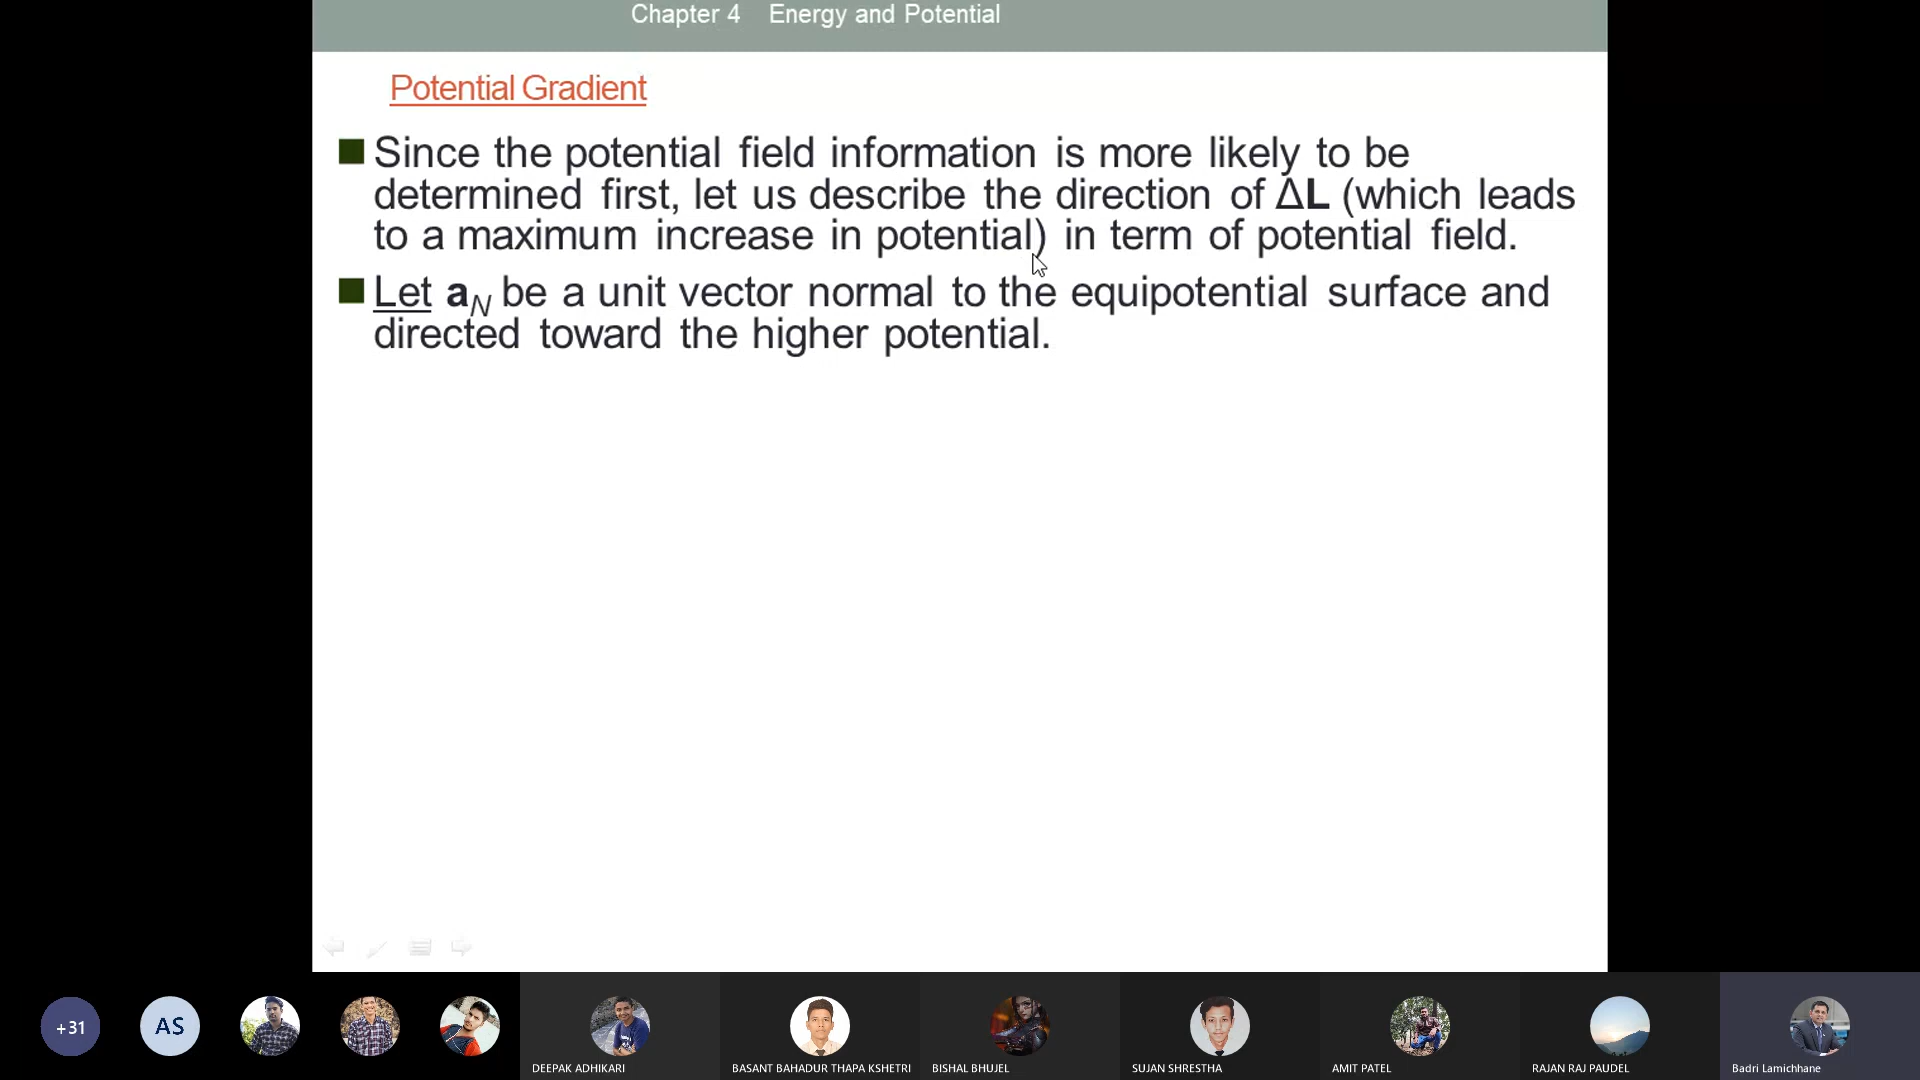 Chapter 4 Energy and Potential
Potential Gradient
Since the potential field information is more likely to be
determined first, let us describe the direction of ΔL (which leads
to a maximum increase in potential) in term of potential field.
Let aN be a unit vector normal to the equipotential surface and
directed toward the higher potential.
+31
AS
DEEPAK ADHIKARI
BASANT BAHADUR THAPA KSHETRI
BISHAL BHUJEL
SUJAN SHRESTHA
AMIT PATEL
RAJAN RAJ PAUDEL
Badri Lamichhane